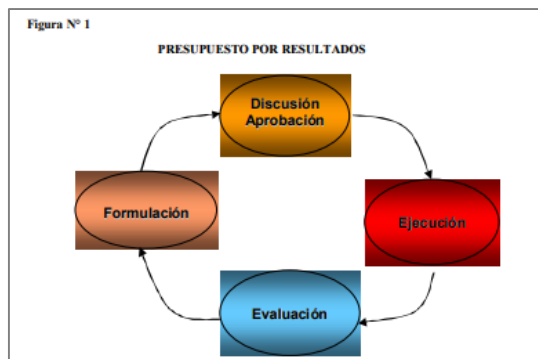 Figura N° 1
PRESUPUESTO POR RESULTADOS
Discusión
Aprobación
Formulación
Ejecución
Evaluación